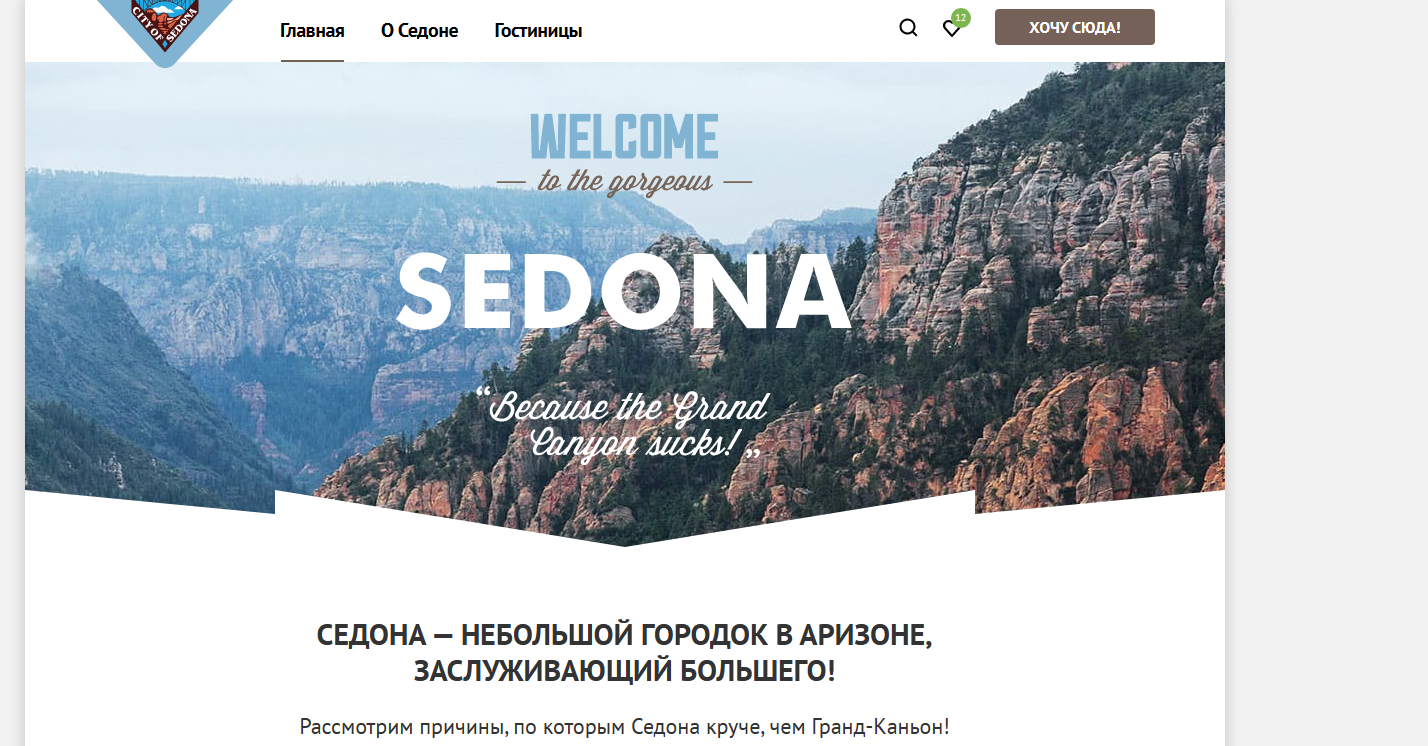 CITY OF SEDONA
Главная
О Седоне
Гостиницы
12
ХОЧУ СЮДА!
WELCOME
— to the gorgeous —
SEDONA
“Because the Grand
Canyon sucks!„
СЕДОНА — НЕБОЛЬШОЙ ГОРОДОК В АРИЗОНЕ,
ЗАСЛУЖИВАЮЩИЙ БОЛЬШЕГО!
Рассмотрим причины, по которым Седона круче, чем Гранд-Каньон!